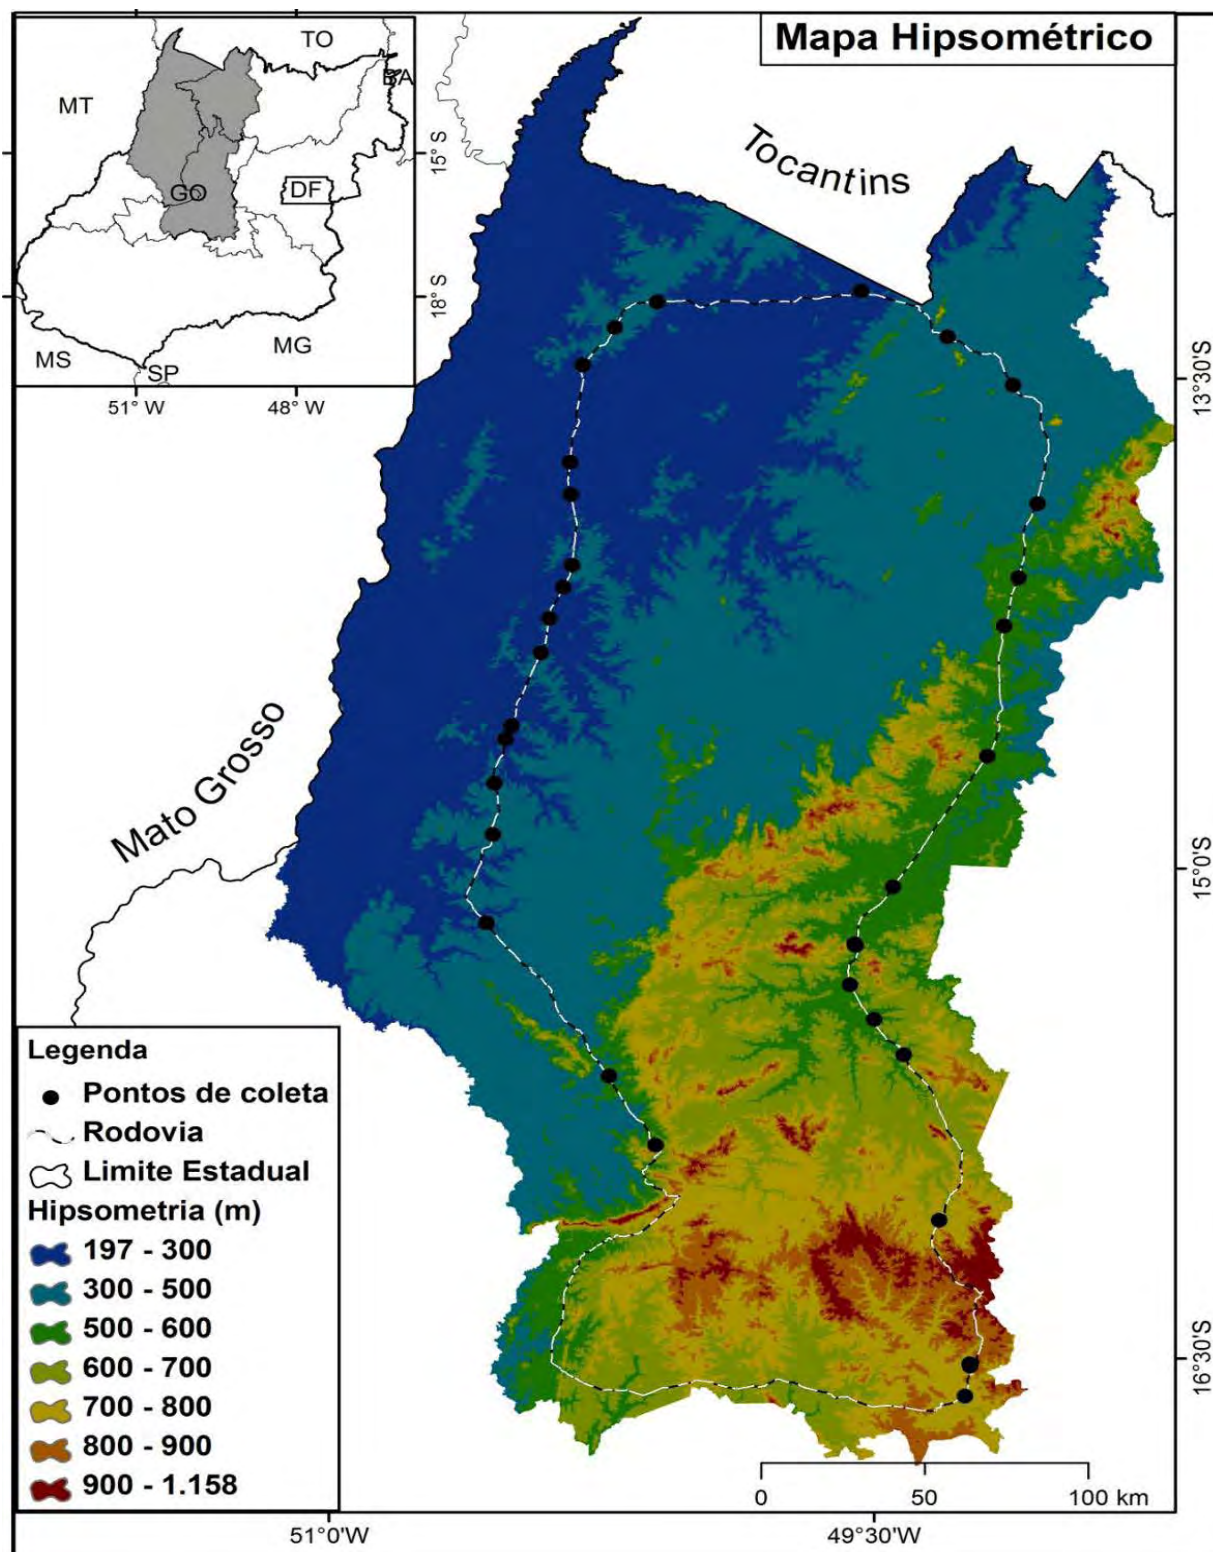 Mapa Hipsométrico
TO
BA
MT
GO
DF
MS
MG
SP
15°S
18°S
51° W
48° W
Tocantins
Mato Grosso
13°30'S
15°0'S
16°30'S
Legenda
Pontos de coleta
Rodovia
Limite Estadual
Hipsometria (m)
197 - 300
300 - 500
500 - 600
600 - 700
700 - 800
800 - 900
900 - 1.158
0 50 100 km
51°0'W
49°30'W